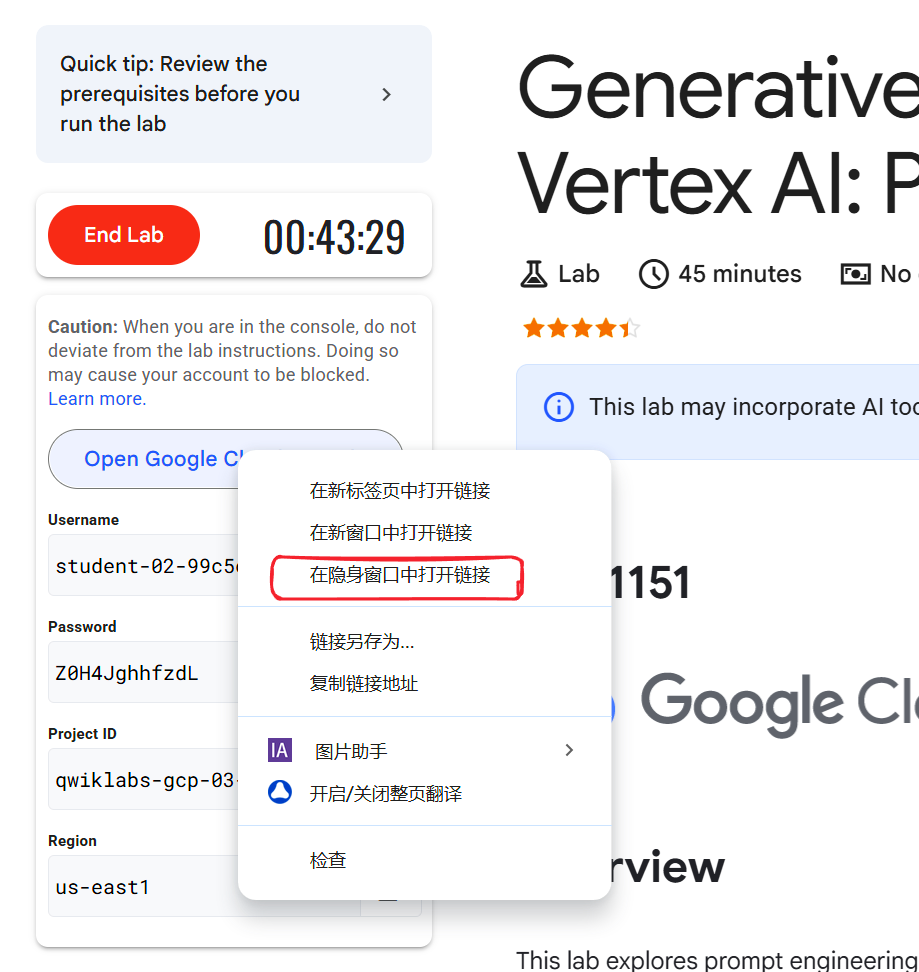 Quick tip: Review the
prerequisites before you
run the lab
End Lab
00:43:29
Caution: When you are in the console, do not
deviate from the lab instructions. Doing so
may cause your account to be blocked.
Learn more.
Open Google
Username
student-02-99c5
Password
Z0H4JghhfzdL
Project ID
qwiklabs-gcp-03-
Region
us-east1
在新标签页中打开链接
在新窗口中打开链接
在隐身窗口中打开链接
链接另存为...
复制链接地址
IA 图片助手
开启/关闭整页翻译
检查
Generative
Vertex AI: P
Lab
45 minutes
No
This lab may incorporate AI too
1151
Google Clo
rview
This lab explores prompt engineering